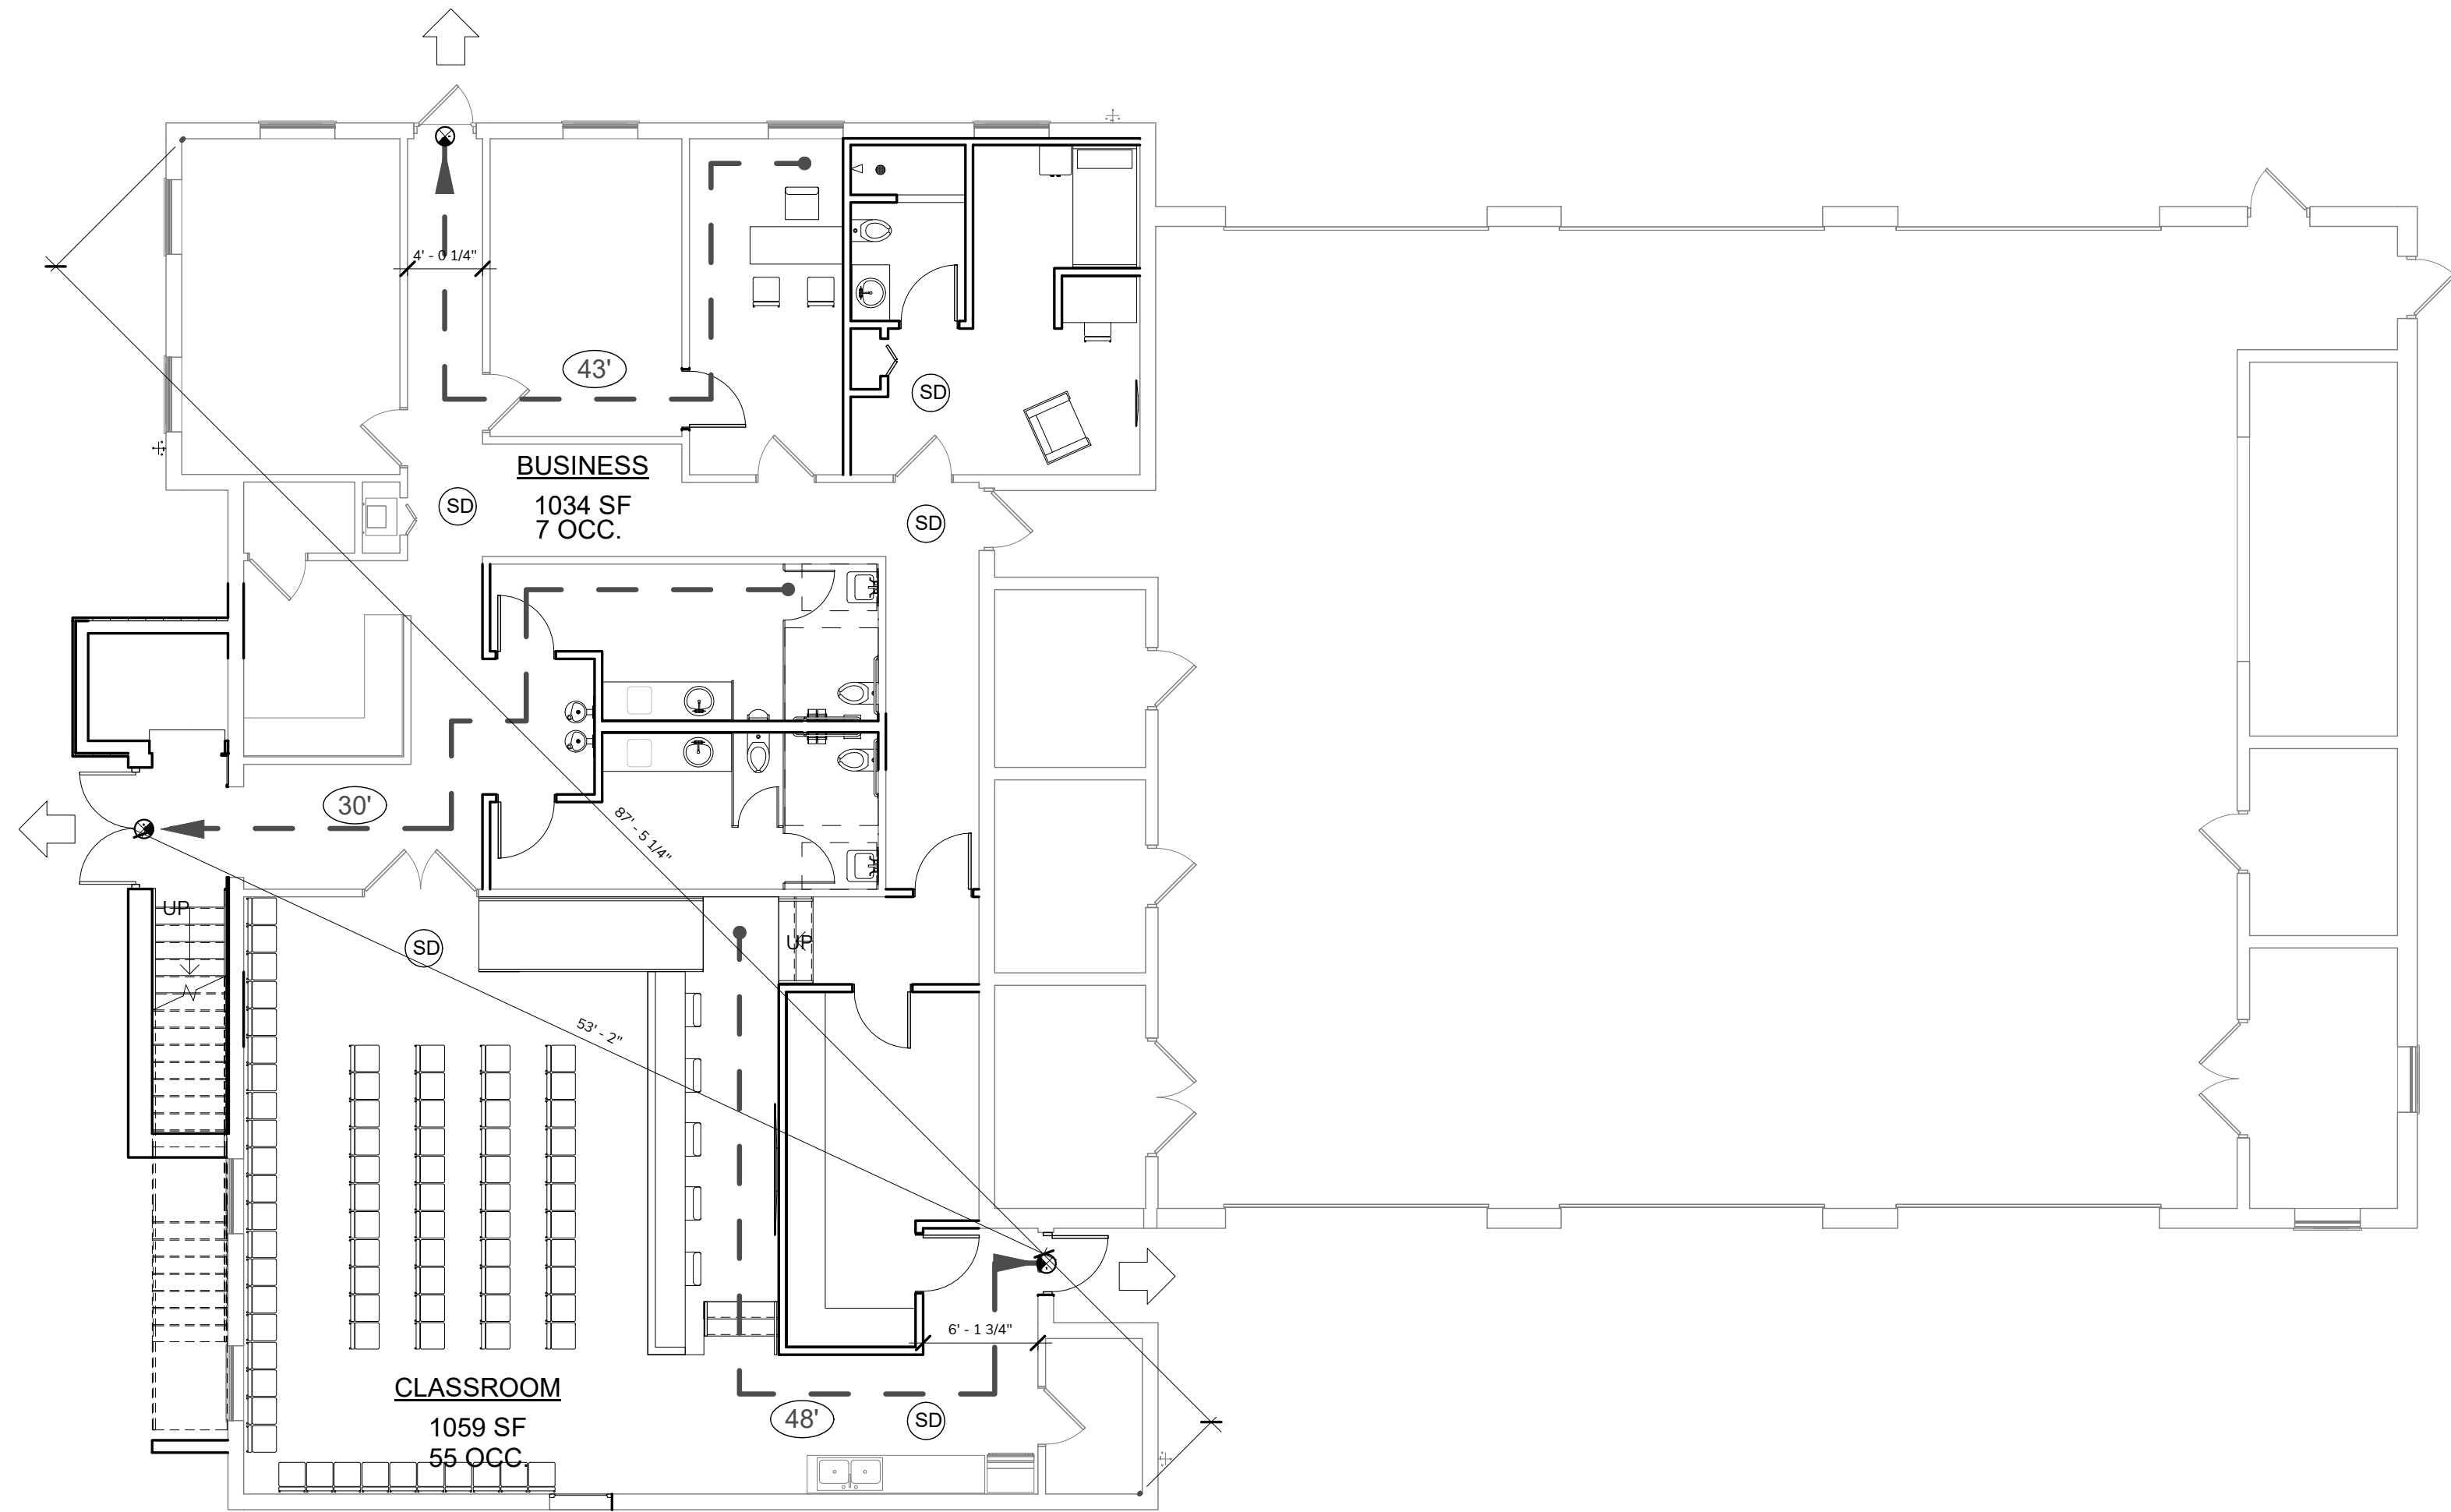 4' - 0 1/4"
43'
SD
BUSINESS
1034 SF
7 OCC.
SD
SD
30'
87' - 5 1/4"
UP
SD
UP
53' - 2"
6' - 1 3/4"
CLASSROOM
1059 SF
55 OCC.
48'
SD